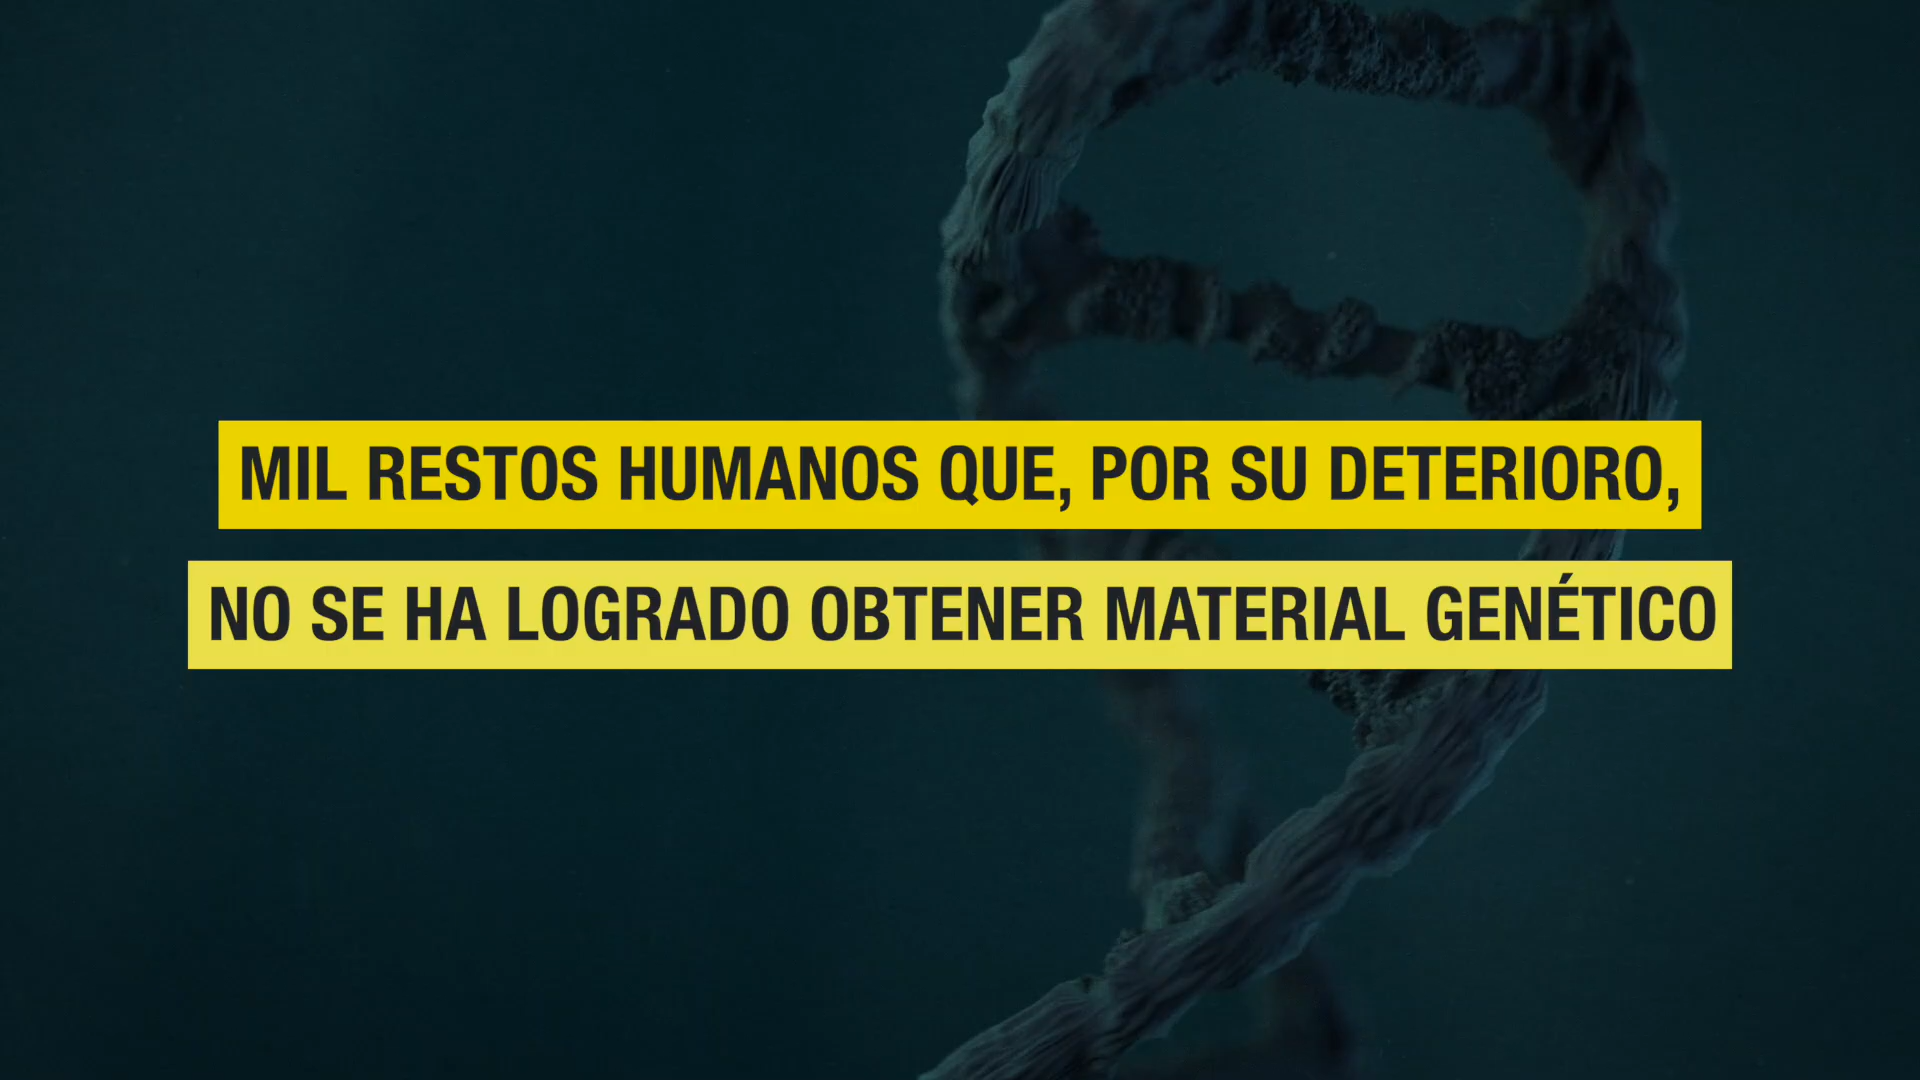 MIL RESTOS HUMANOS QUE, POR SU DETERIORO,
NO SE HA LOGRADO OBTENER MATERIAL GENÉTICO